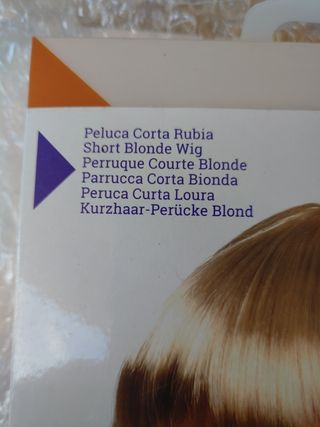 Peluca Corta Rubia
Short Blonde Wig
Perruque Courte Blonde
Parrucca Corta Bionda
Peruca Curta Loura
Kurzhaar-Perücke Blond